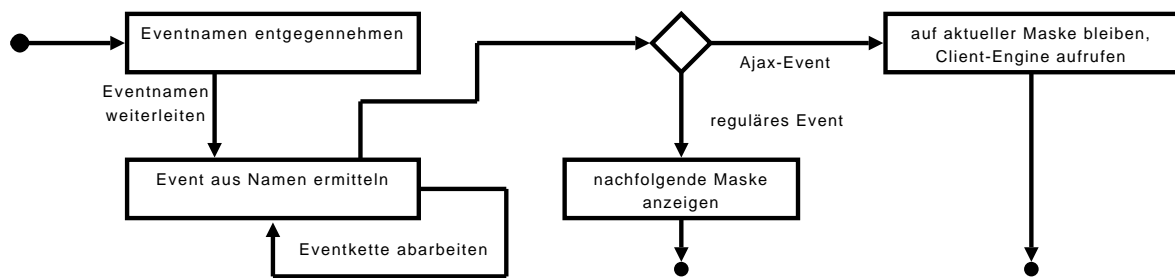 Eventnamen entgegennehmen
Eventnamen
weiterleiten
Event aus Namen ermitteln
Eventkette abarbeiten
Ajax-Event
reguläres Event
nachfolgende Maske
anzeigen
auf aktueller Maske bleiben,
Client-Engine aufrufen